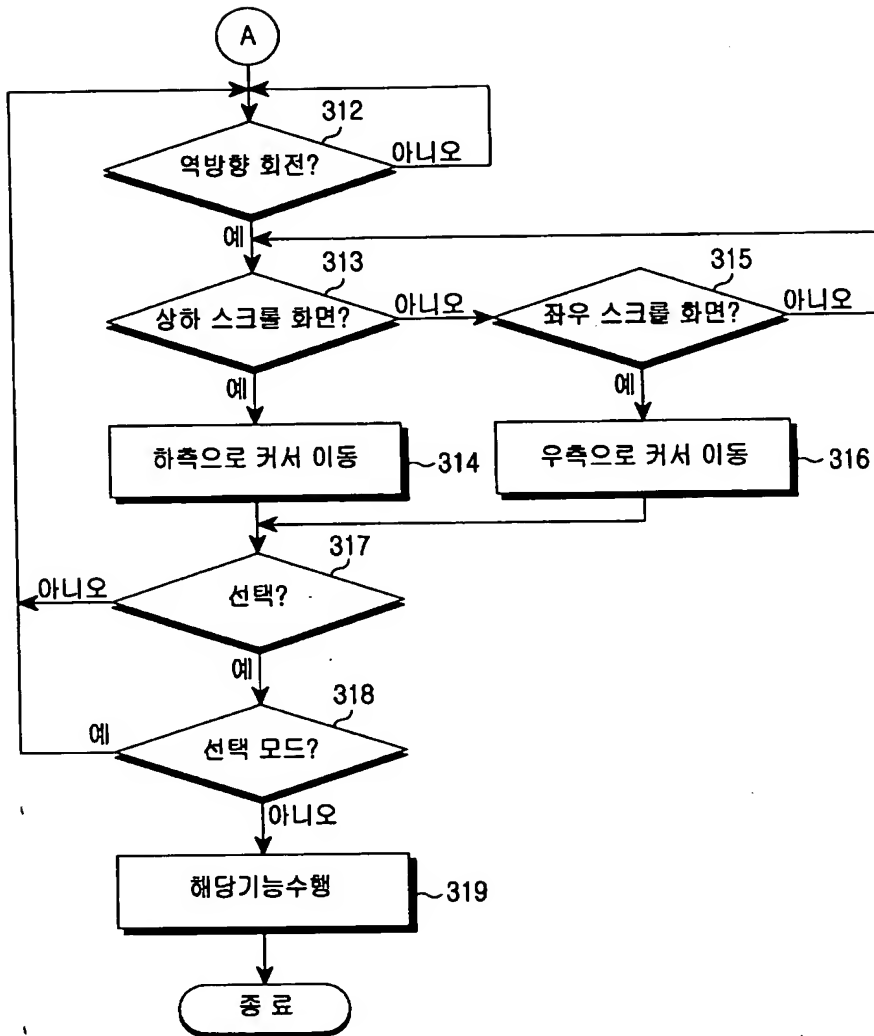 A
312
역방향 회전?
아니오
예
313
상하 스크롤 화면?
아니오
315
좌우 스크롤 화면?
아니오
예
예
하측으로 커서 이동
314
우측으로 커서 이동
316
317
선택?
아니오
예
318
선택 모드?
예
아니오
해당기능수행
319
종료